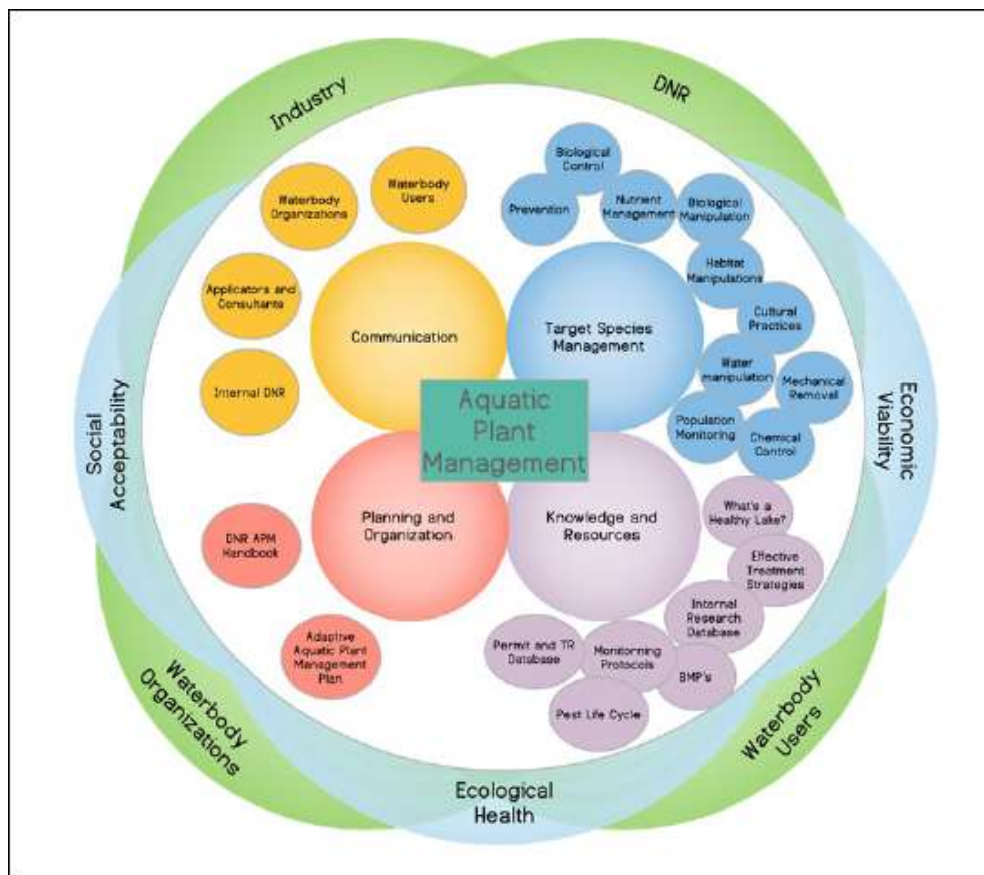 Industry
DNR
Biological
Control
Waterbody
Users
Waterbody
Organizations
Prevention
Nutrient
Management
Biological
Manipulation
Habitat
Manipulations
Applicators and
Consultants
Cultural
Practices
Communication
Target Species
Management
Water
manipulation
Mechanical
Removal
Internal DNR
Population
Monitoring
Chemical
Control
Aquatic
Plant
Management
Social
Acceptability
Economic
Viability
What's a
Healthy Lake?
Planning and
Organization
Knowledge and
Resources
DNR APM
Handbook
Effective
Treatment
Strategies
Internal
Research
Database
Adaptive
Aquatic Plant
Management
Plan
Permit and TR
Database
Monitorning
Protocols
BMP's
Pest Life Cycle
Waterbody
Organizations
Waterbody
Users
Ecological
Health